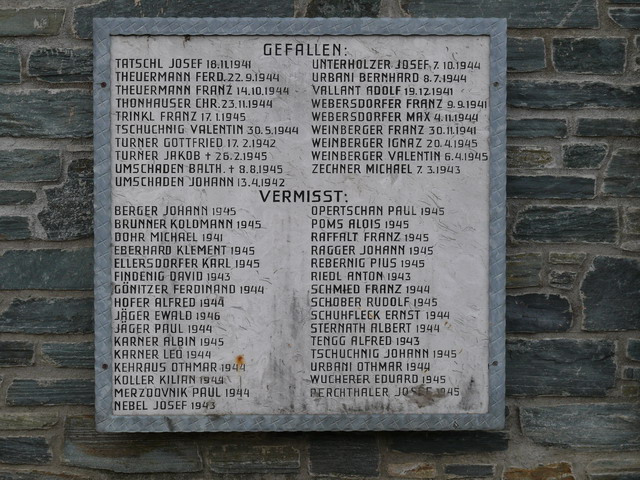 GEFALLEN:
TATSCHL JOSEF 18.11.1941
THEUERMANN FERD. 22.9.1944
THEUERMANN FRANZ 14.10.1944
THONHAUSER CHR. 23.11.1944
TRINKL FRANZ 17.1.1945
TSCHUCHNIG VALENTIN 30.5.1944
TURNER GOTTFRIED 17.2.1942
TURNER JAKOB + 26.2.1945
UMSCHADEN BALTH. + 8.8.1945
UMSCHADEN JOHANN 13.4.1942
UNTERHOLZER JOSEF 7.10.1944
URBANI BERNHARD 8.7.1944
VALLANT ADOLF 19.12.1941
WEBERSDORFER FRANZ 9.9.1941
WEBERSDORFER MAX 4.11.1944
WEINBERGER FRANZ 30.11.1941
WEINBERGER IGNAZ 20.4.1945
WEINBERGER VALENTIN 6.4.1945
ZECHNER MICHAEL 7.3.1943
VERMISST:
BERGER JOHANN 1945
BRUNNER KOLOMANN 1945
DOHR MICHAEL 1941
EBERHARD KLEMENT 1945
ELLERSDORFER KARL 1945
FINDENIG DAVID 1943
GÖNITZER FERDINAND 1944
HOFER ALFRED 1944
JÄGER EWALD 1946
JÄGER PAUL 1944
KARNER ALBIN 1945
KARNER LEO 1944
KEHRAUS OTHMAR 1944
KOLLER KILIAN 1944
MERZDOVNIK PAUL 1944
NEBEL JOSEF 1943
OPERTSCHAN PAUL 1945
POMS ALOIS 1945
RAFFALT FRANZ 1945
RAGGER JOHANN 1945
REBERNIG PIUS 1945
RIEDL ANTON 1943
SCHMIED FRANZ 1944
SCHOBER RUDOLF 1945
SCHUHFLECK ERNST 1944
STERNATH ALBERT 1944
TENGG ALFRED 1943
TSCHUCHNIG JOHANN 1945
URBANI OTHMAR 1944
WUCHERER EDUARD 1945
PERCHTHALER JOSEF 1945